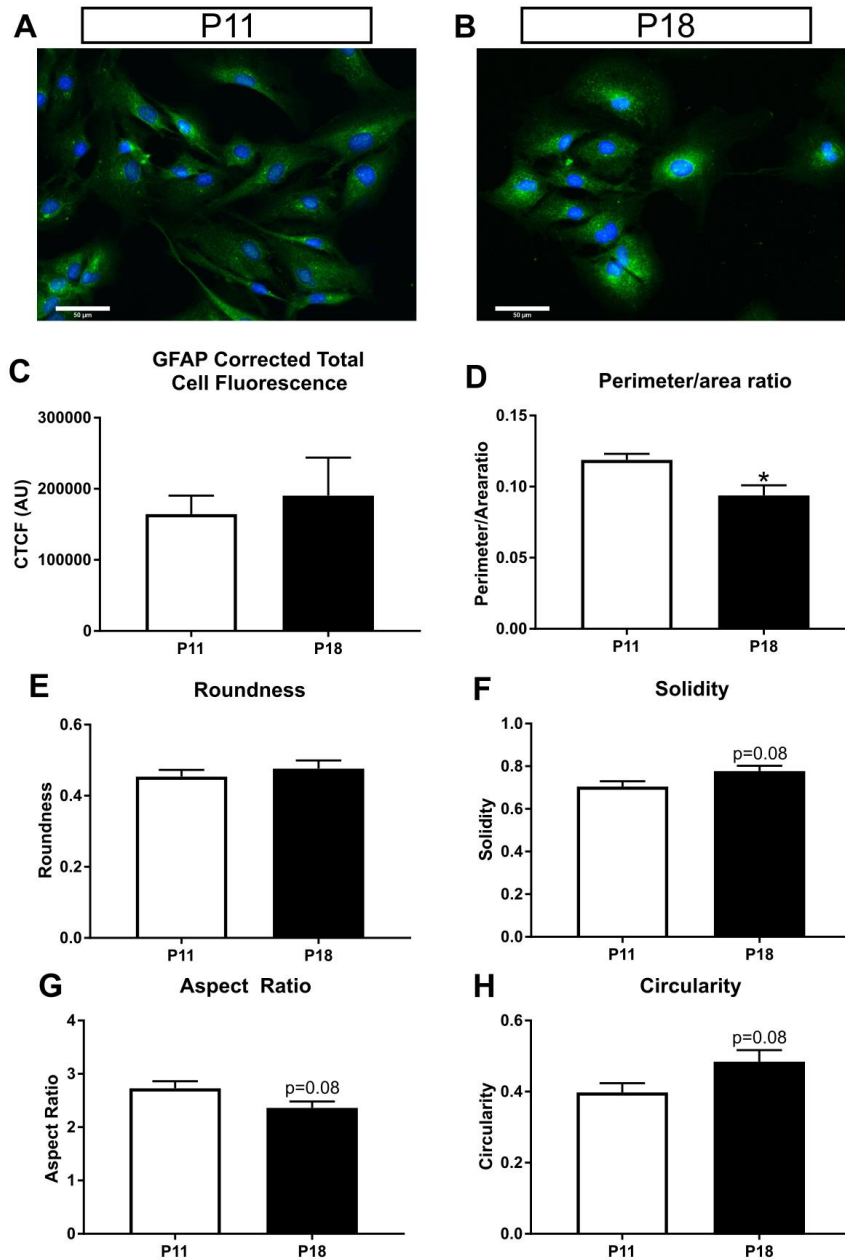 A
P11
B
P18
50 µm
50 µm
C
GFAP Corrected Total
Cell Fluorescence
CTCF (AU)
300000
200000
100000
0
P11
P18
D
Perimeter/area ratio
Perimeter/Arearatio
0.15
0.10
0.05
0.00
*
P11
P18
E
Roundness
Roundness
0.6
0.4
0.2
0.0
P11
P18
F
Solidity
Solidity
1.0
0.8
0.6
0.4
0.2
0.0
p=0.08
P11
P18
G
Aspect Ratio
Aspect Ratio
4
3
2
1
0
p=0.08
P11
P18
H
Circularity
Circularity
0.6
0.4
0.2
0.0
p=0.08
P11
P18